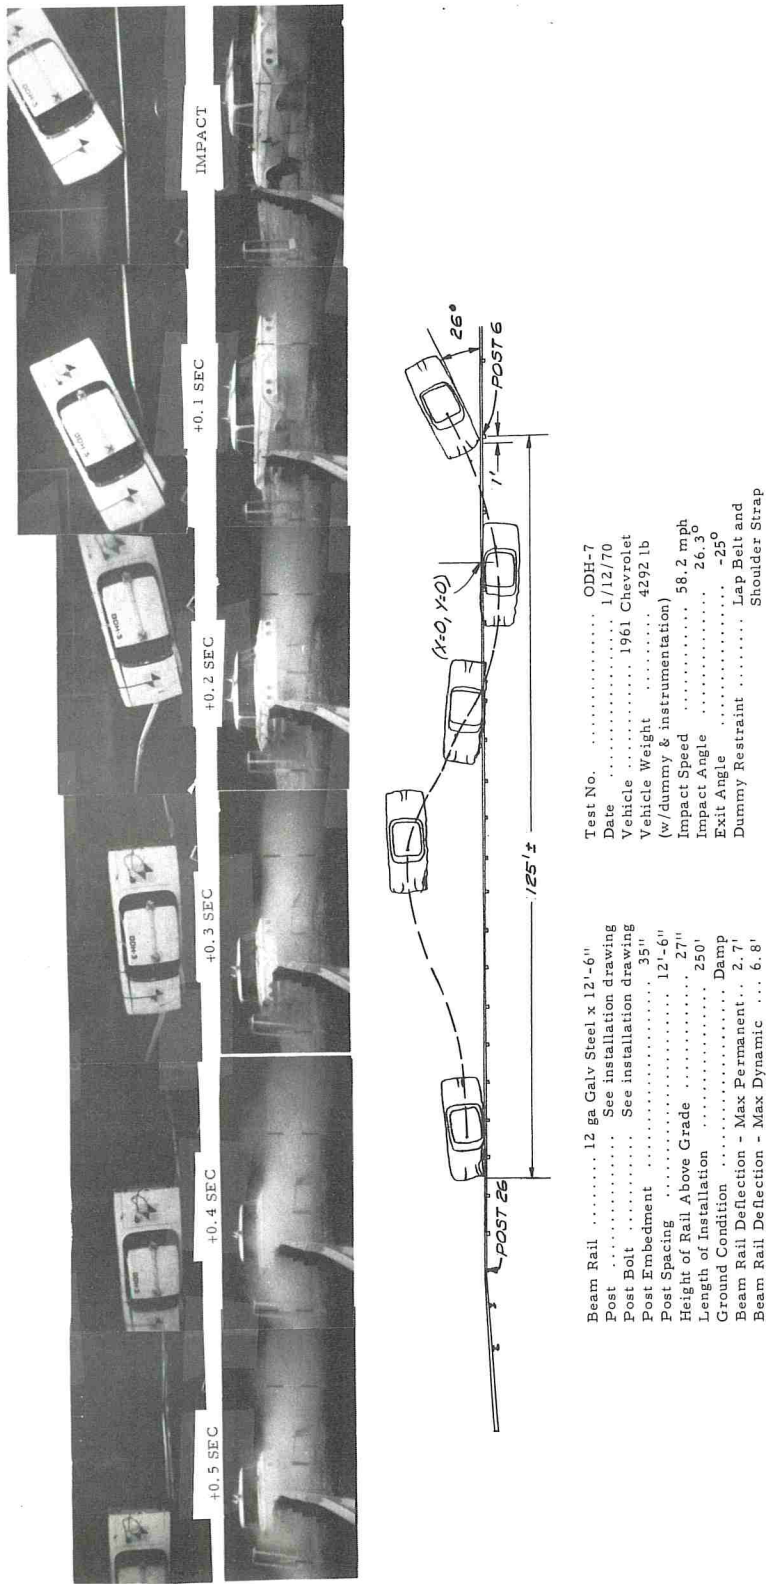 IMPACT
+0.1 SEC
+0.2 SEC
+0.3 SEC
+0.4 SEC
+0.5 SEC
26°
POST 6
1'
(X=0, Y=0)
125'±
POST 26
Beam Rail ........ 12 ga Galv Steel x 12'-6"
Post ............ See installation drawing
Post Bolt ........ See installation drawing
Post Embedment .................. 35"
Post Spacing ................... 12'-6"
Height of Rail Above Grade .......... 27"
Length of Installation ............. 250'
Ground Condition ................. Damp
Beam Rail Deflection - Max Permanent.. 2.7'
Beam Rail Deflection - Max Dynamic ... 6.8'
Test No. ................. ODH-7
Date ................... 1/12/70
Vehicle ............ 1961 Chevrolet
Vehicle Weight ......... 4292 lb
(w/dummy & instrumentation)
Impact Speed ........... 58.2 mph
Impact Angle ............ 26.3°
Exit Angle ............... -25°
Dummy Restraint ........ Lap Belt and
Shoulder Strap